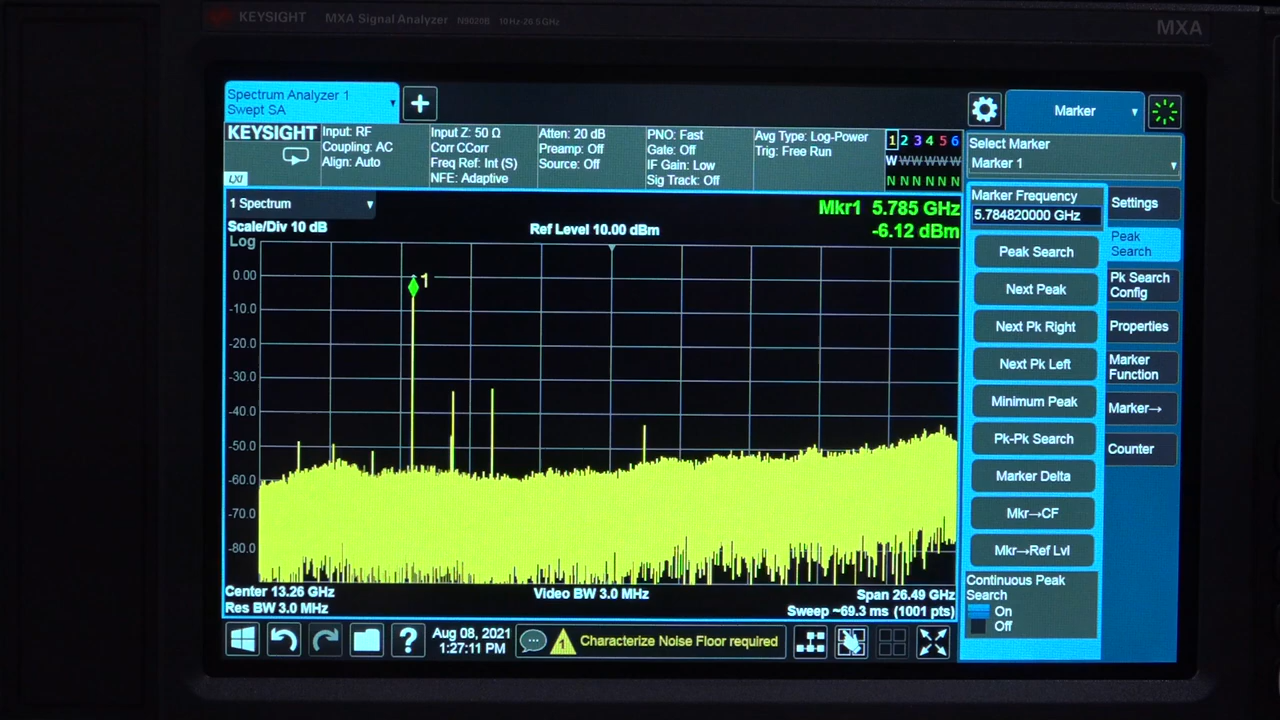 KEYSIGHT MXA Signal Analyzer N9020B 10Hz-26.5 GHz
MXA
Spectrum Analyzer 1
Swept SA
+
Marker
KEYSIGHT
LXI
Input: RF
Coupling: AC
Align: Auto
Input Z: 50 Ω
Corr CCorr
Freq Ref: Int (S)
NFE: Adaptive
Atten: 20 dB
Preamp: Off
Source: Off
PNO: Fast
Gate: Off
IF Gain: Low
Sig Track: Off
Avg Type: Log-Power
Trig: Free Run
1 2 3 4 5 6
W W W W W W
N N N N N N
Select Marker
Marker 1
1 Spectrum
Scale/Div 10 dB
Log
Ref Level 10.00 dBm
Mkr1 5.785 GHz
-6.12 dBm
1
0.00
-10.0
-20.0
-30.0
-40.0
-50.0
-60.0
-70.0
-80.0
Center 13.26 GHz
Res BW 3.0 MHz
Video BW 3.0 MHz
Span 26.49 GHz
Sweep ~69.3 ms (1001 pts)
Marker Frequency
5.784820000 GHz
Peak Search
Next Peak
Next Pk Right
Next Pk Left
Minimum Peak
Pk-Pk Search
Marker Delta
Mkr→CF
Mkr→Ref Lvl
Continuous Peak
Search
On
Off
Settings
Peak
Search
Pk Search
Config
Properties
Marker
Function
Marker→
Counter
?
Aug 08, 2021
1:27:11 PM
1
Characterize Noise Floor required